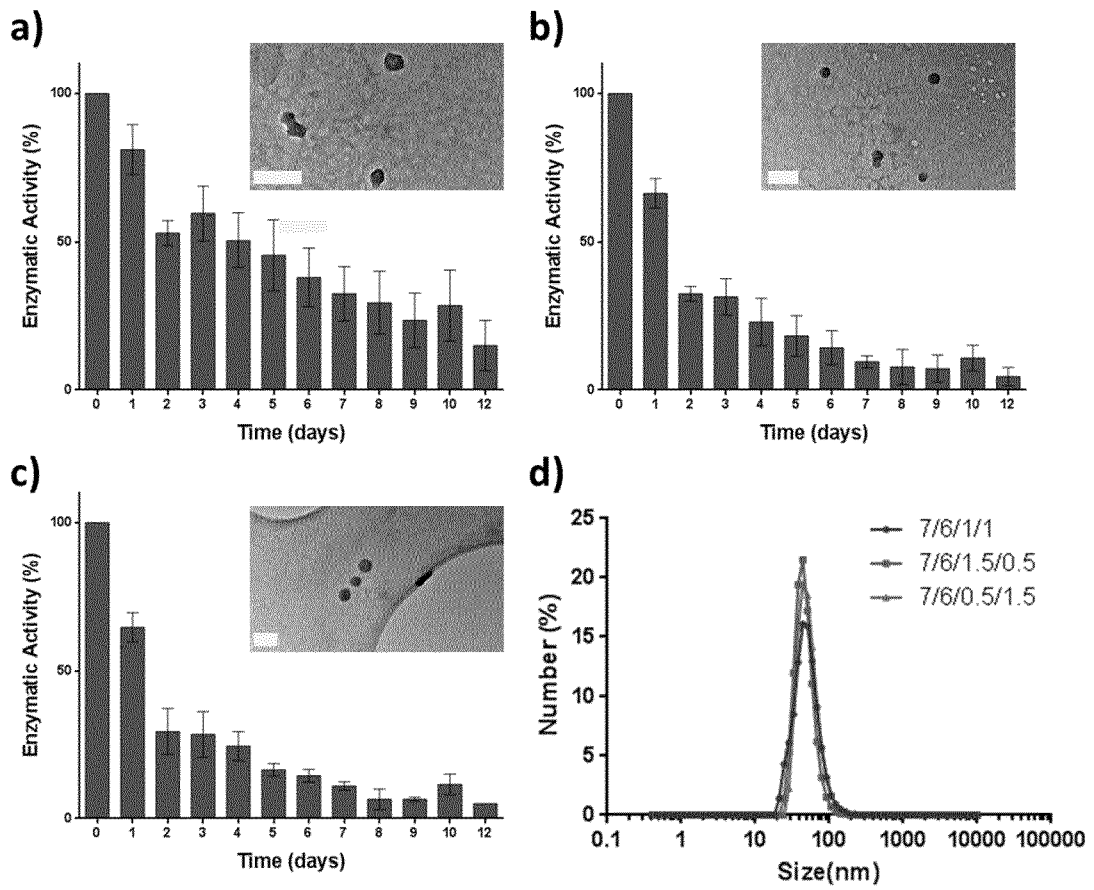 a)
Enzymatic Activity (%)
100
50
0
0 1 2 3 4 5 6 7 8 9 10 12
Time (days)
b)
Enzymatic Activity (%)
100
50
0
0 1 2 3 4 5 6 7 8 9 10 12
Time (days)
c)
Enzymatic Activity (%)
100
50
0
0 1 2 3 4 5 6 7 8 9 10 12
Time (days)
d)
Number (%)
25
20
15
10
5
0
0.1 1 10 100 1000 10000 100000
Size(nm)
7/6/1/1
7/6/1.5/0.5
7/6/0.5/1.5